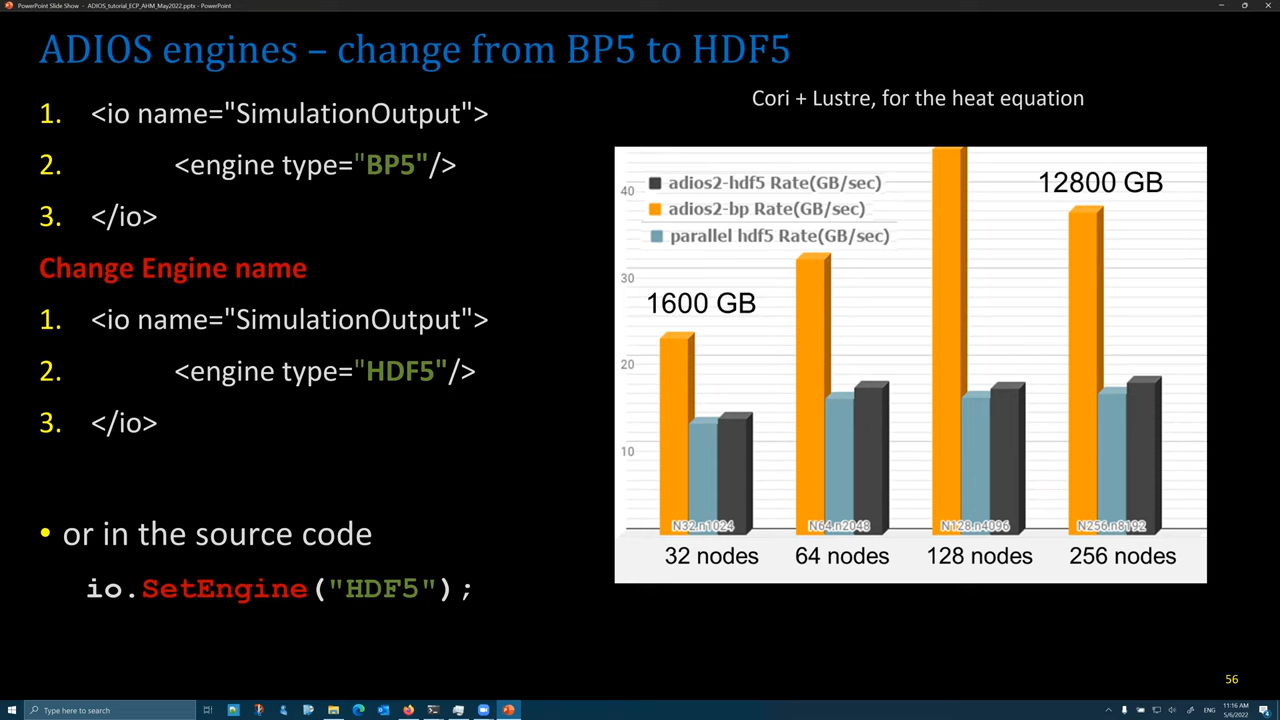 PowerPoint Slide Show - ADIOS_tutorial_ECP_AHM_May2022.pptx - PowerPoint
ADIOS engines – change from BP5 to HDF5
1. <io name="SimulationOutput">
2. <engine type="BP5"/>
3. </io>
Change Engine name
1. <io name="SimulationOutput">
2. <engine type="HDF5"/>
3. </io>
• or in the source code
io.SetEngine("HDF5");
Cori + Lustre, for the heat equation
adios2-hdf5 Rate(GB/sec)
adios2-bp Rate(GB/sec)
parallel hdf5 Rate(GB/sec)
1600 GB
12800 GB
40
30
20
10
N32.n1024 N64.n2048 N128.n4096 N256.n8192
32 nodes 64 nodes 128 nodes 256 nodes
56
Type here to search
ENG
11:16 AM
5/6/2022